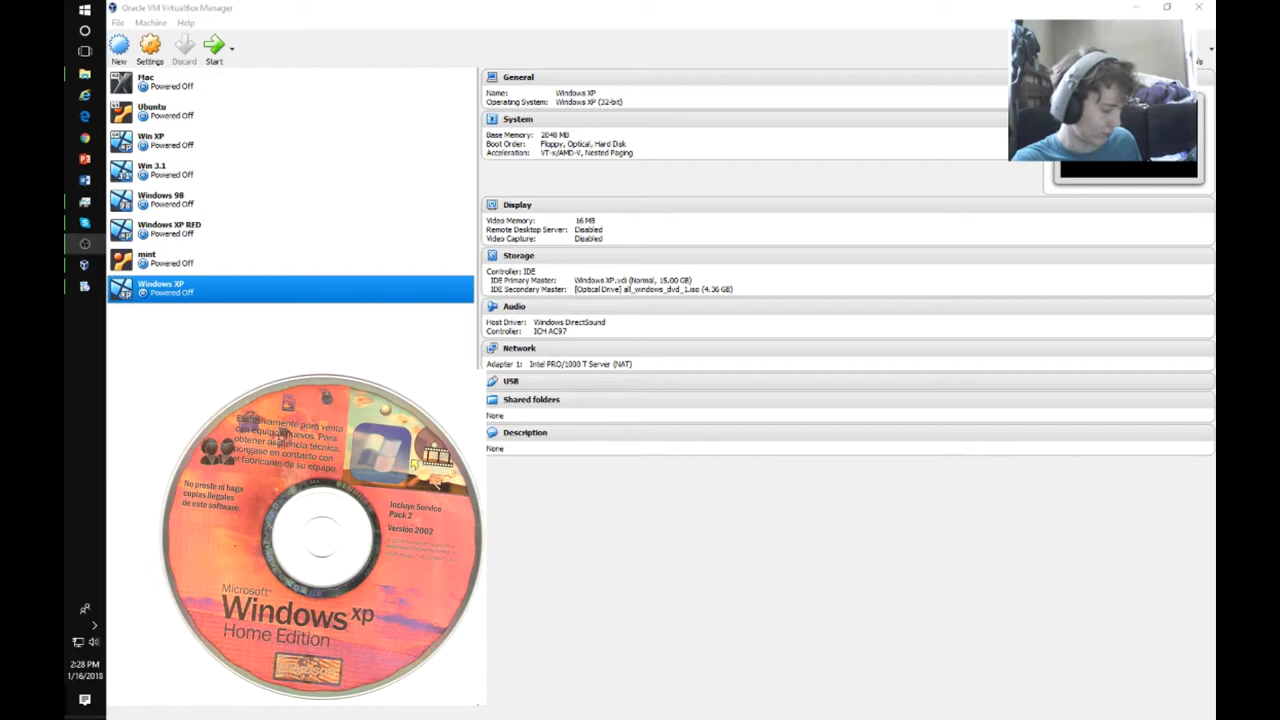 Oracle VM VirtualBox Manager
File Machine Help
New Settings Discard Start
Mac
Powered Off
Ubuntu
Powered Off
Win XP
Powered Off
Win 3.1
Powered Off
Windows 98
Powered Off
Windows XP RED
Powered Off
mint
Powered Off
Windows XP
Powered Off
General
Name: Windows XP
Operating System: Windows XP (32-bit)
System
Base Memory: 2048 MB
Boot Order: Floppy, Optical, Hard Disk
Acceleration: VT-x/AMD-V, Nested Paging
Display
Video Memory: 16 MB
Remote Desktop Server: Disabled
Video Capture: Disabled
Storage
Controller: IDE
IDE Primary Master: Windows XP.vdi (Normal, 15.00 GB)
IDE Secondary Master: [Optical Drive] all_windows_dvd_1.iso (4.36 GB)
Audio
Host Driver: Windows DirectSound
Controller: ICH AC97
Network
Adapter 1: Intel PRO/1000 T Server (NAT)
USB
Shared folders
None
Description
None
Exclusivamente para venta
con equipos nuevos. Para
obtener asistencia técnica,
póngase en contacto con
el fabricante de su equipo.
No preste ni haga
copias ilegales
de este software.
Incluye Service
Pack 2
Versión 2002
Microsoft
Windows xp
Home Edition
2:28 PM
1/16/2018